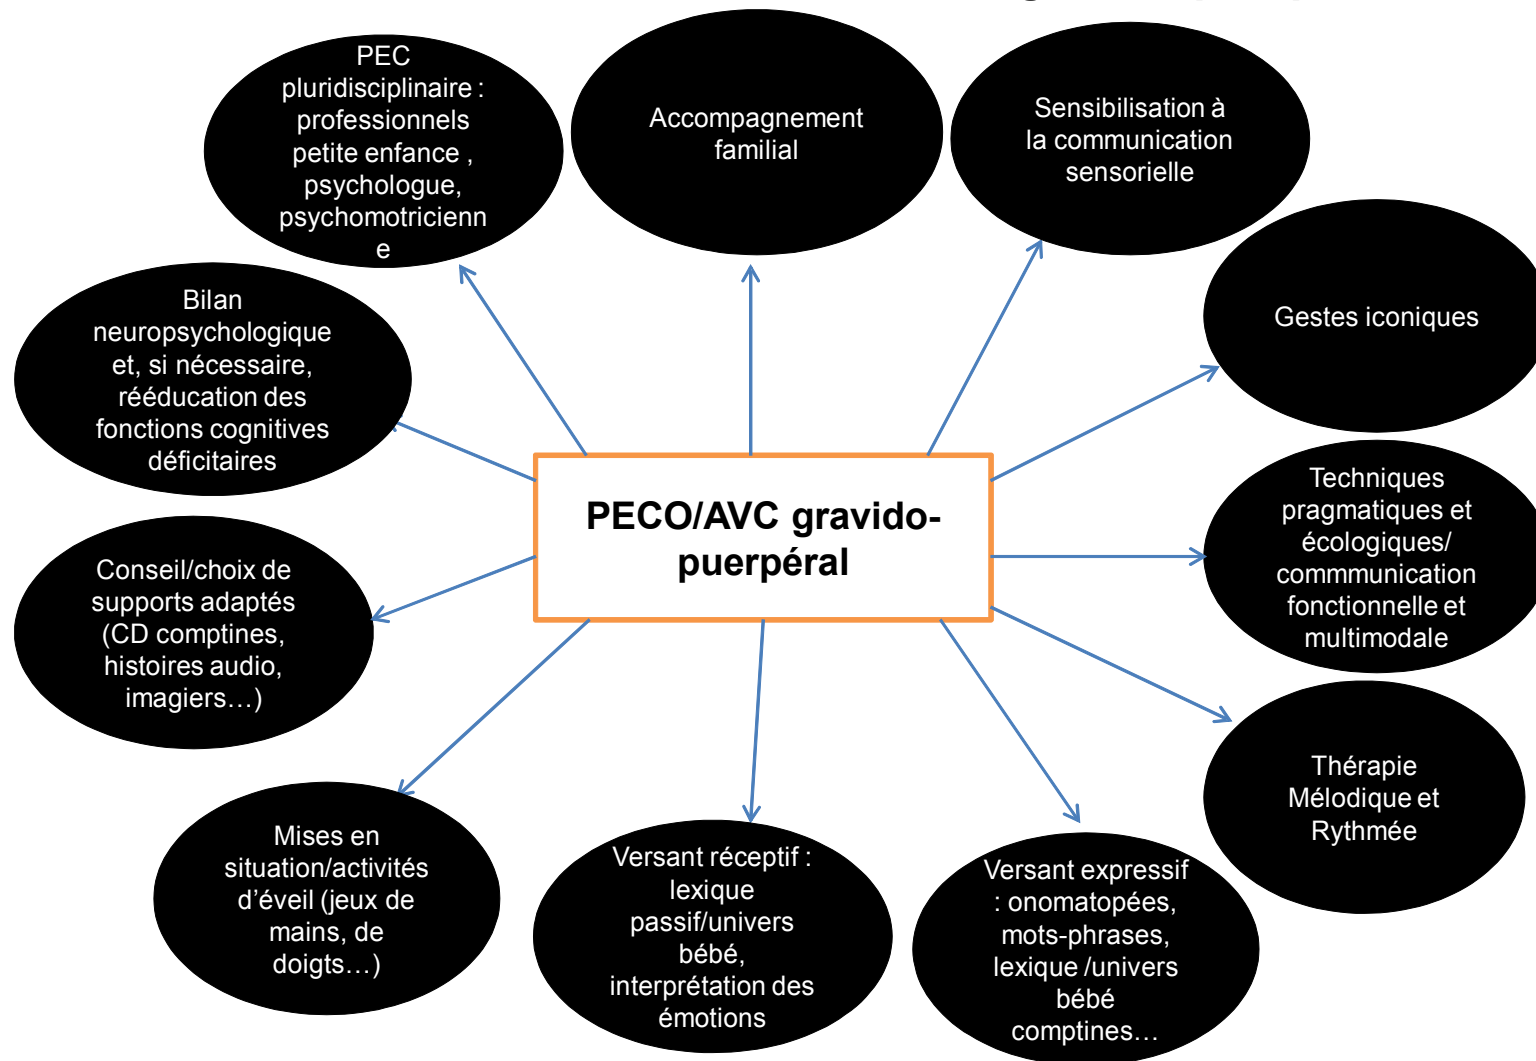 PEC
pluridisciplinaire :
professionnels
petite enfance ,
psychologue,
psychomotricienn
e
Accompagnement
familial
Sensibilisation à
la communication
sensorielle
Gestes iconiques
Bilan
neuropsychologique
et, si nécessaire,
rééducation des
fonctions cognitives
déficitaires
PECO/AVC gravido-
puerpéral
Techniques
pragmatiques et
écologiques/
commmunication
fonctionnelle et
multimodale
Conseil/choix de
supports adaptés
(CD comptines,
histoires audio,
imagiers…)
Thérapie
Mélodique et
Rythmée
Mises en
situation/activités
d’éveil (jeux de
mains, de
doigts…)
Versant réceptif :
lexique
passif/univers
bébé,
interprétation des
émotions
Versant expressif
: onomatopées,
mots-phrases,
lexique /univers
bébé
comptines…